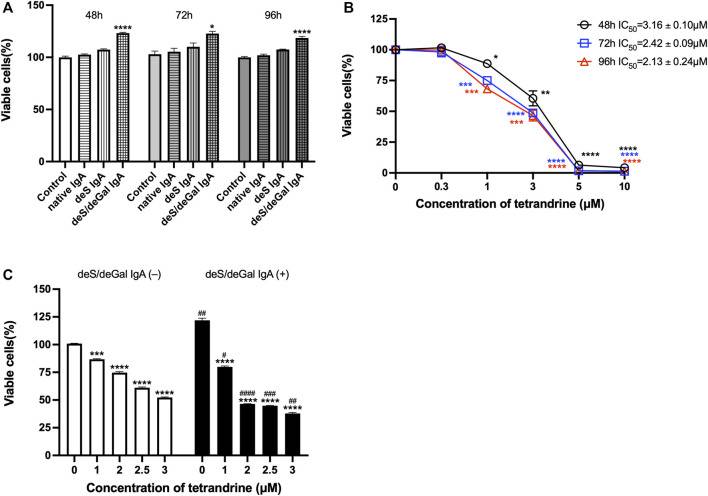 A
48h
72h
96h
****
*
****
Viable cells(%)
150
100
50
0
Control
native IgA
deS IgA
deS/deGal IgA
Control
native IgA
deS IgA
deS/deGal IgA
Control
native IgA
deS IgA
deS/deGal IgA
B
48h IC50=3.16 ± 0.10μM
72h IC50=2.42 ± 0.09μM
96h IC50=2.13 ± 0.24μM
Viable cells(%)
125
100
75
50
25
0
*
**
***
***
****
***
****
****
****
****
****
****
0 0.3 1 3 5 10
Concentration of tetrandrine (μM)
C
deS/deGal IgA (–)
deS/deGal IgA (+)
Viable cells(%)
150
125
100
75
50
25
0
***
****
****
****
##
#
****
####
****
###
****
##
****
0 1 2 2.5 3 0 1 2 2.5 3
Concentration of tetrandrine (μM)